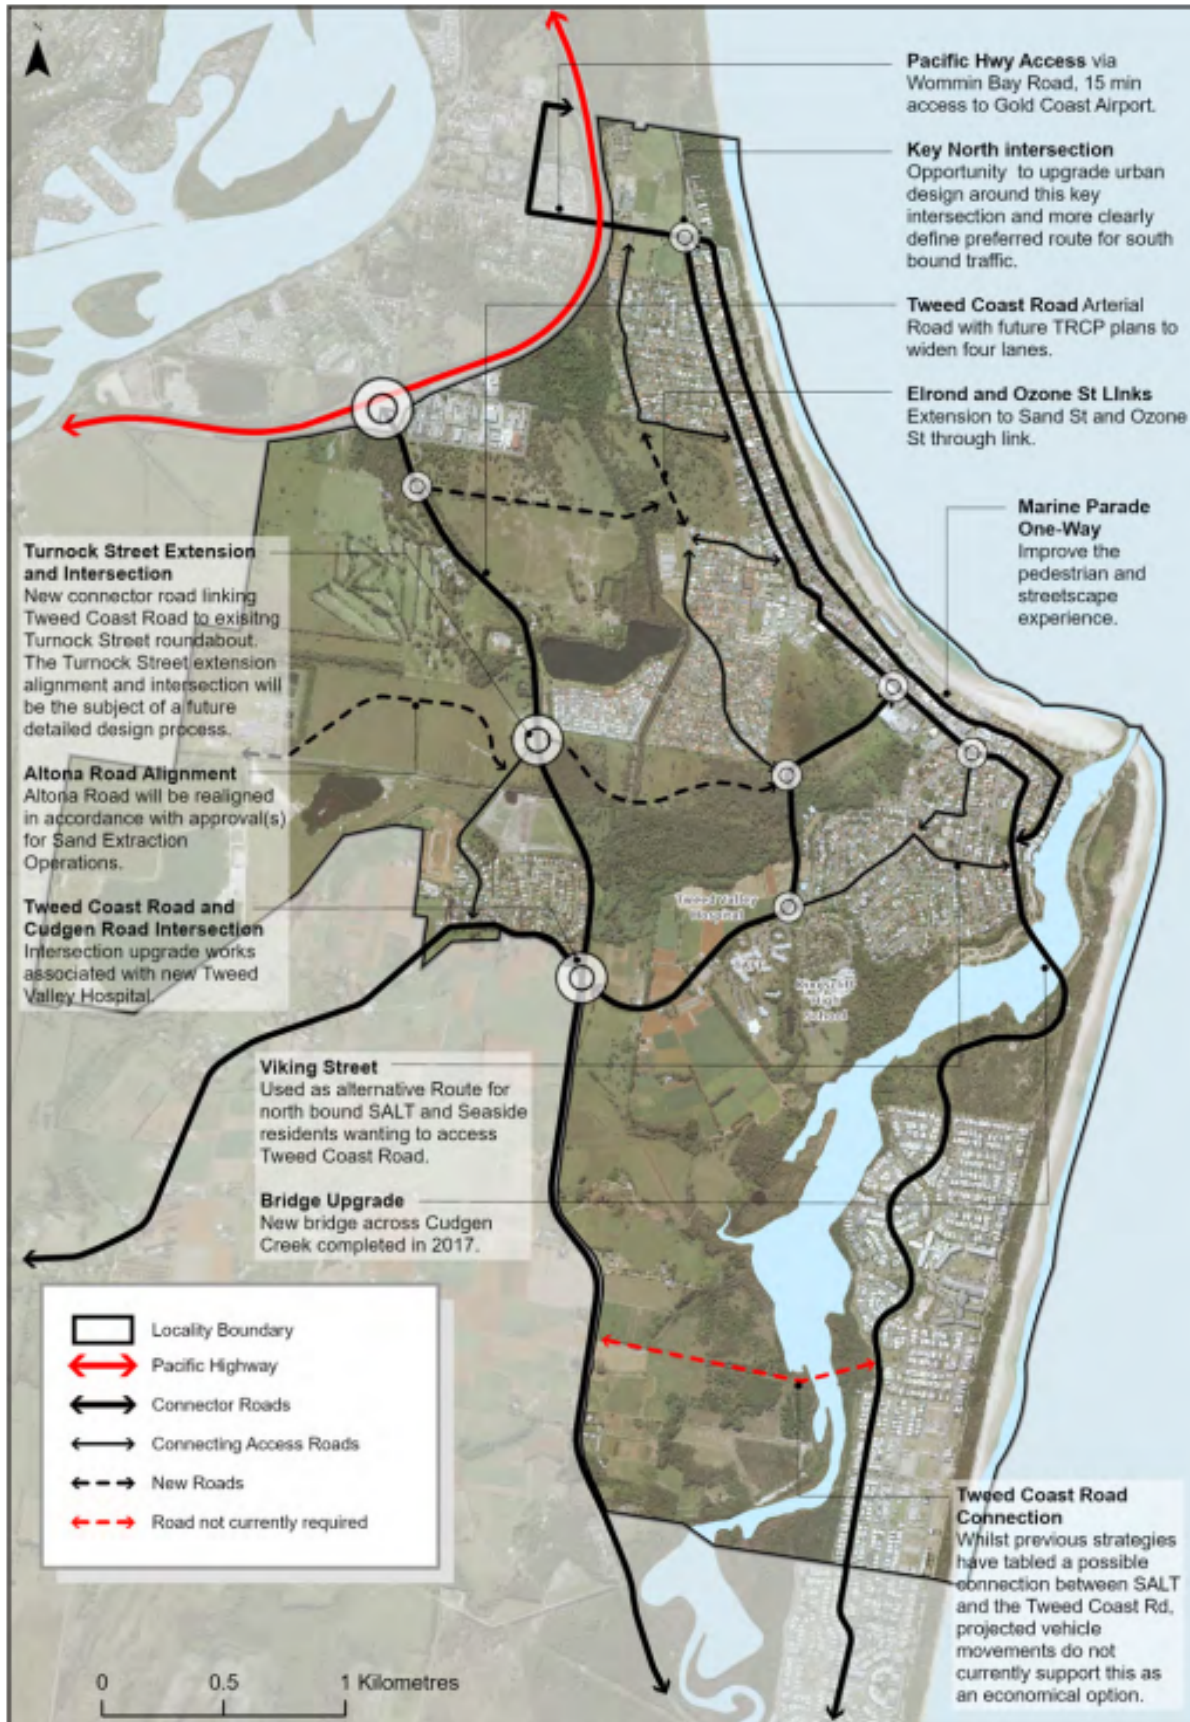 N
Pacific Hwy Access via
Wommin Bay Road, 15 min
access to Gold Coast Airport.
Key North intersection
Opportunity to upgrade urban
design around this key
intersection and more clearly
define preferred route for south
bound traffic.
Tweed Coast Road Arterial
Road with future TRCP plans to
widen four lanes.
Elrond and Ozone St LInks
Extension to Sand St and Ozone
St through link.
Marine Parade
One-Way
Improve the
pedestrian and
streetscape
experience.
Turnock Street Extension
and Intersection
New connector road linking
Tweed Coast Road to exisitng
Turnock Street roundabout.
The Turnock Street extension
alignment and intersection will
be the subject of a future
detailed design process.
Altona Road Alignment
Altona Road will be realigned
in accordance with approval(s)
for Sand Extraction
Operations.
Tweed Coast Road and
Cudgen Road Intersection
Intersection upgrade works
associated with new Tweed
Valley Hospital.
Tweed Valley
Hospital
TAFE
Kingscliff
High
School
Viking Street
Used as alternative Route for
north bound SALT and Seaside
residents wanting to access
Tweed Coast Road.
Bridge Upgrade
New bridge across Cudgen
Creek completed in 2017.
Locality Boundary
Pacific Highway
Connector Roads
Connecting Access Roads
New Roads
Road not currently required
Tweed Coast Road
Connection
Whilst previous strategies
have tabled a possible
connection between SALT
and the Tweed Coast Rd,
projected vehicle
movements do not
currently support this as
an economical option.
0 0.5 1 Kilometres